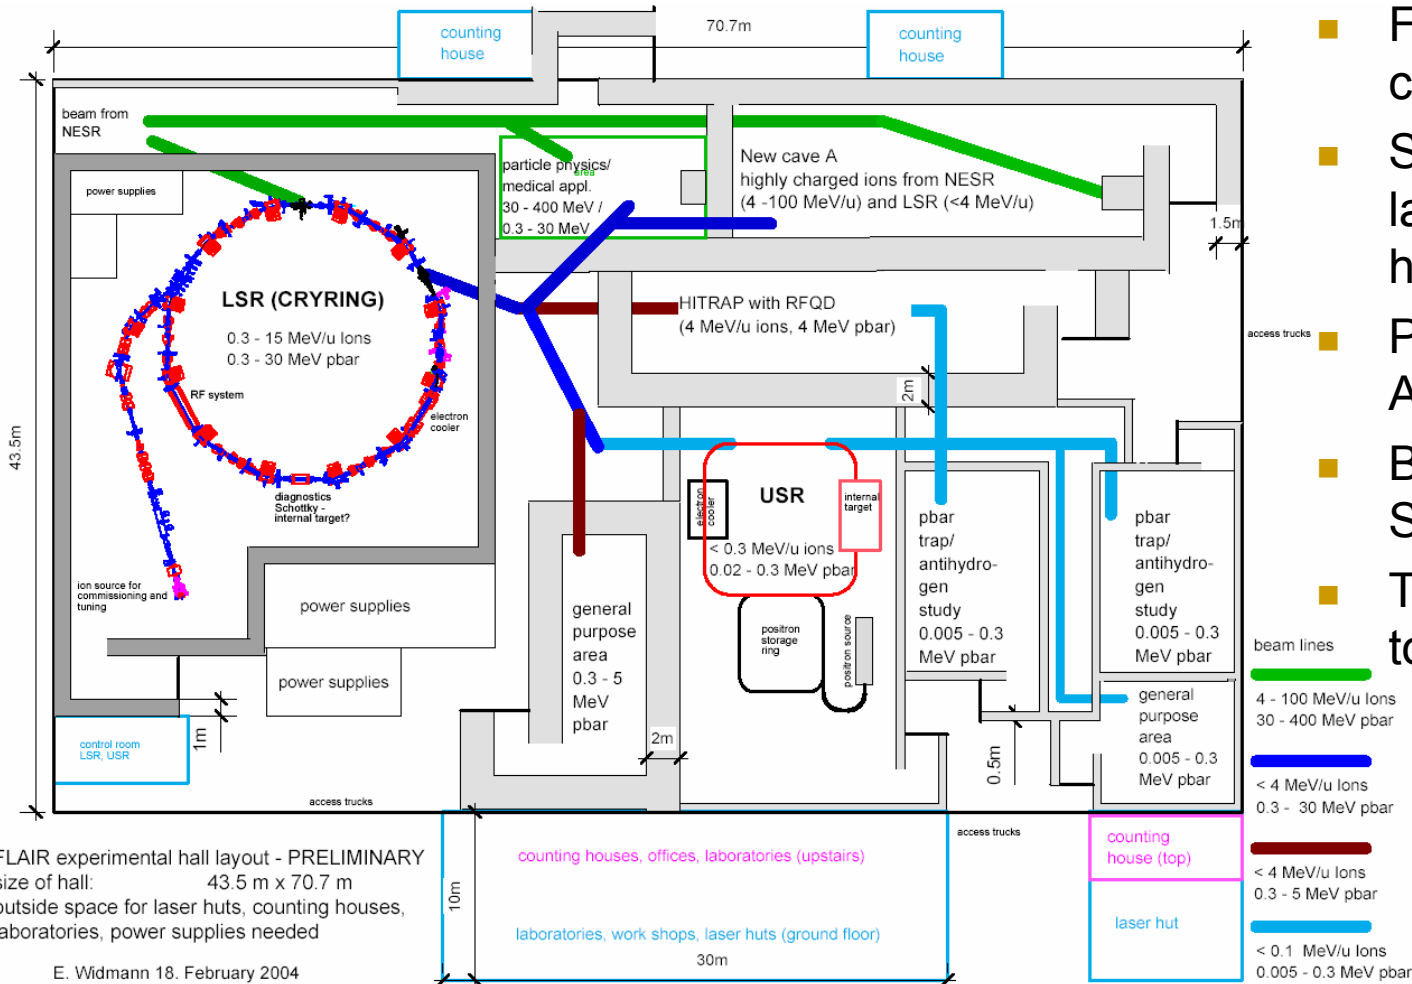 70.7m
counting
house
counting
house
beam from
NESR
power supplies
particle physics/
area
medical appl.
30 - 400 MeV /
0.3 - 30 MeV
New cave A
highly charged ions from NESR
(4 -100 MeV/u) and LSR (<4 MeV/u)
1.5m
LSR (CRYRING)
0.3 - 15 MeV/u Ions
0.3 - 30 MeV pbar
HITRAP with RFQD
(4 MeV/u ions, 4 MeV pbar)
access trucks
RF system
2m
electron
cooler
43.5m
diagnostics
Schottky -
internal target?
USR
electron
cooler
internal
target
< 0.3 MeV/u ions
0.02 - 0.3 MeV pbar
pbar
trap/
antihydro-
gen
study
0.005 - 0.3
MeV pbar
pbar
trap/
antihydro-
gen
study
0.005 - 0.3
MeV pbar
ion source for
commissioning and
tuning
power supplies
power supplies
general
purpose
area
0.3 - 5
MeV
pbar
positron
storage
ring
positron source
general
purpose
area
0.005 - 0.3
MeV pbar
control room
LSR, USR
1m
2m
0.5m
access trucks
access trucks
beam lines
4 - 100 MeV/u Ions
30 - 400 MeV pbar
< 4 MeV/u Ions
0.3 - 30 MeV pbar
< 4 MeV/u Ions
0.3 - 5 MeV pbar
< 0.1 MeV/u Ions
0.005 - 0.3 MeV pbar
FLAIR experimental hall layout - PRELIMINARY
size of hall: 43.5 m x 70.7 m
outside space for laser huts, counting houses,
laboratories, power supplies needed
E. Widmann 18. February 2004
10m
counting houses, offices, laboratories (upstairs)
laboratories, work shops, laser huts (ground floor)
30m
counting
house (top)
laser hut